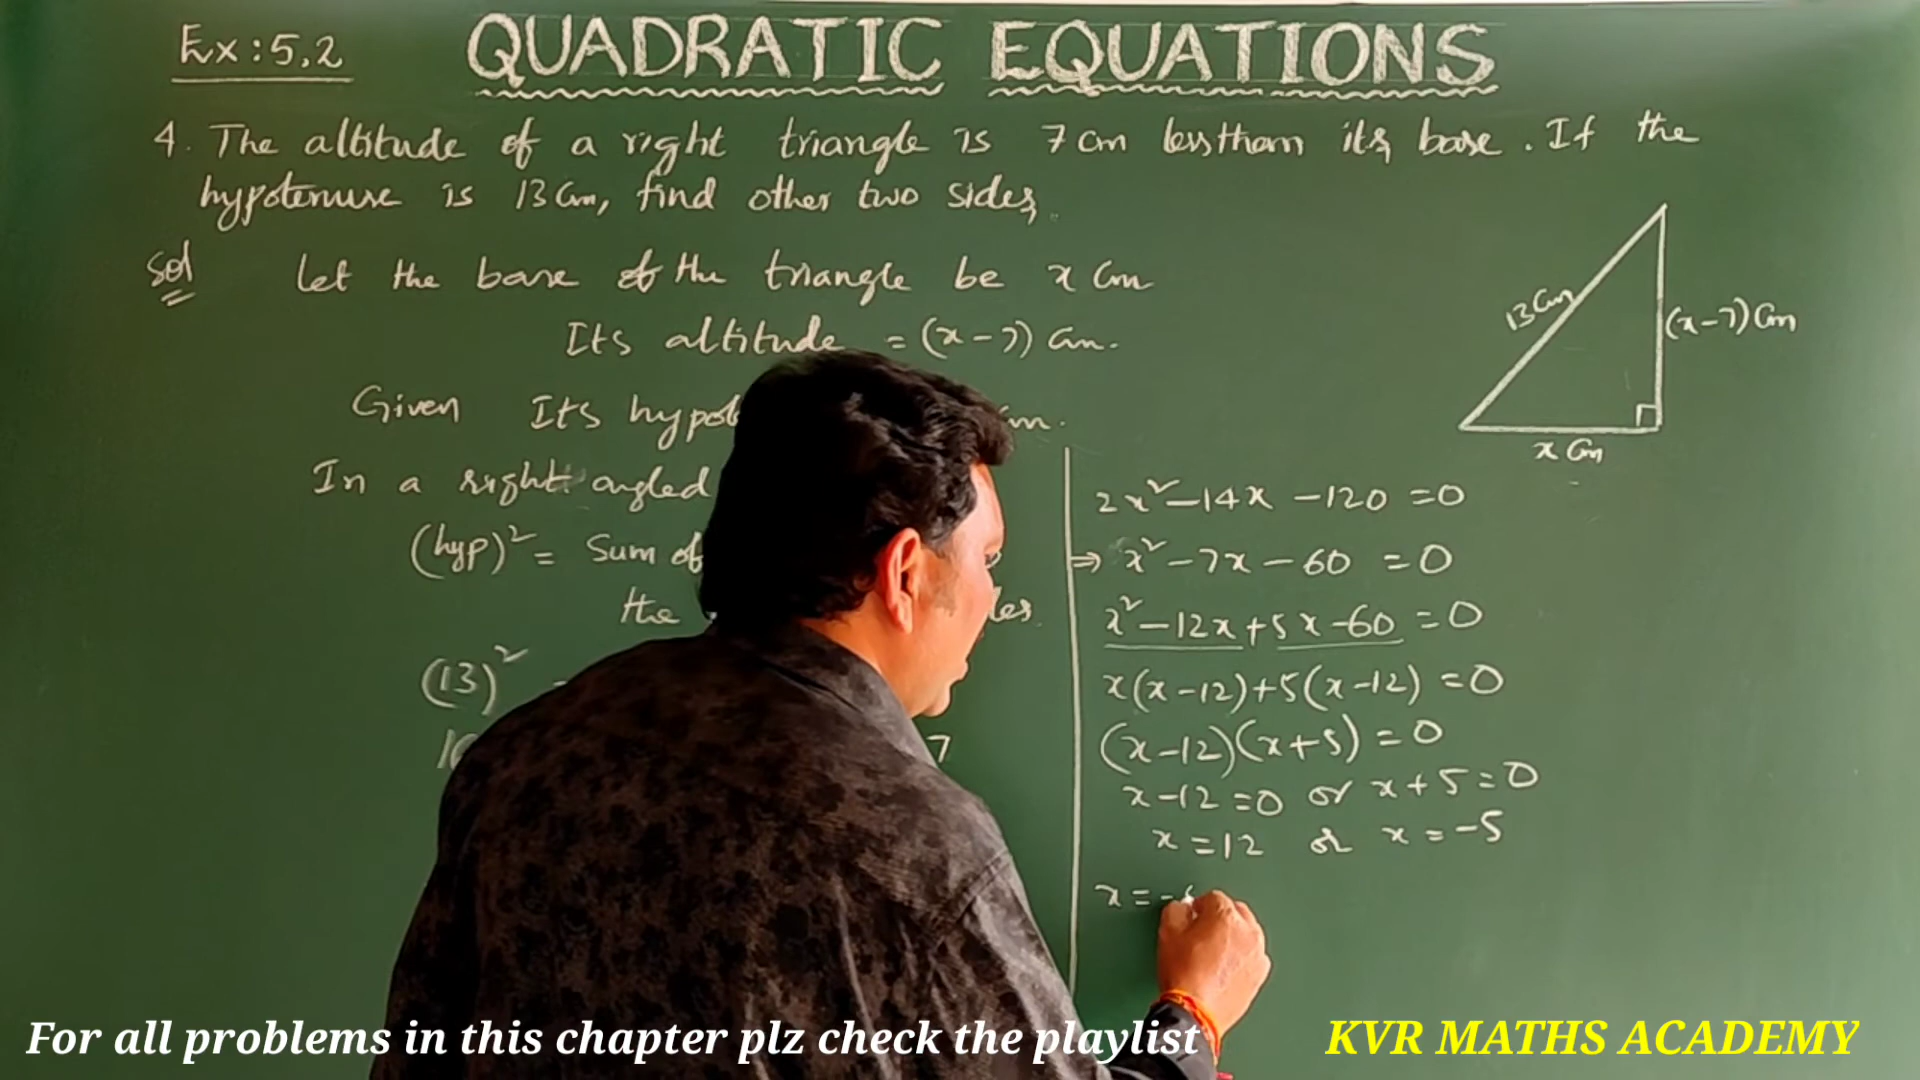 Ex : 5.2
QUADRATIC EQUATIONS
4. The altitude of a right triangle is 7 cm less than its base. If the
hypotenuse is 13 cm, find other two sides.
Sol
Let the base of the triangle be x cm
Its altitude = (x-7) cm.
Given Its cm.
In a right angled
(hyp)² = Sum of
the
(13)²
7
13 cm
(x-7) cm
x cm
2x² - 14x - 120 = 0
⇒ x² - 7x - 60 = 0
x² - 12x + 5x - 60 = 0
x(x-12)+5(x-12) = 0
(x-12)(x+5) = 0
x-12 = 0 or x+5 = 0
x = 12 or x = -5
x = -
For all problems in this chapter plz check the playlist
KVR MATHS ACADEMY